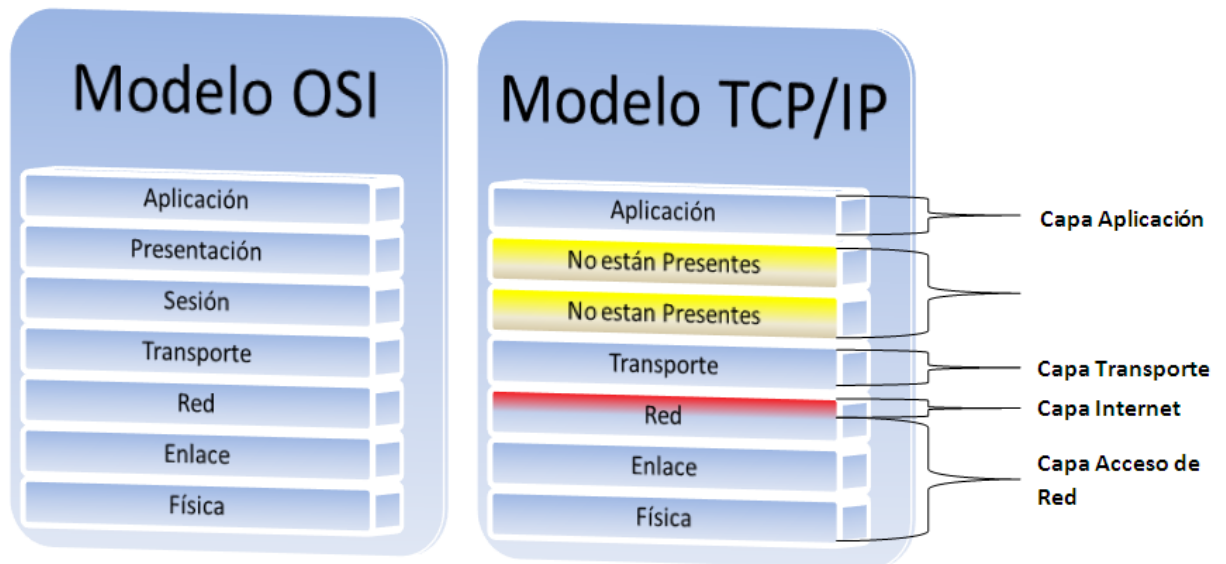 Modelo OSI
Aplicación
Presentación
Sesión
Transporte
Red
Enlace
Física
Modelo TCP/IP
Aplicación
No están Presentes
No estan Presentes
Transporte
Red
Enlace
Física
Capa Aplicación
Capa Transporte
Capa Internet
Capa Acceso de
Red